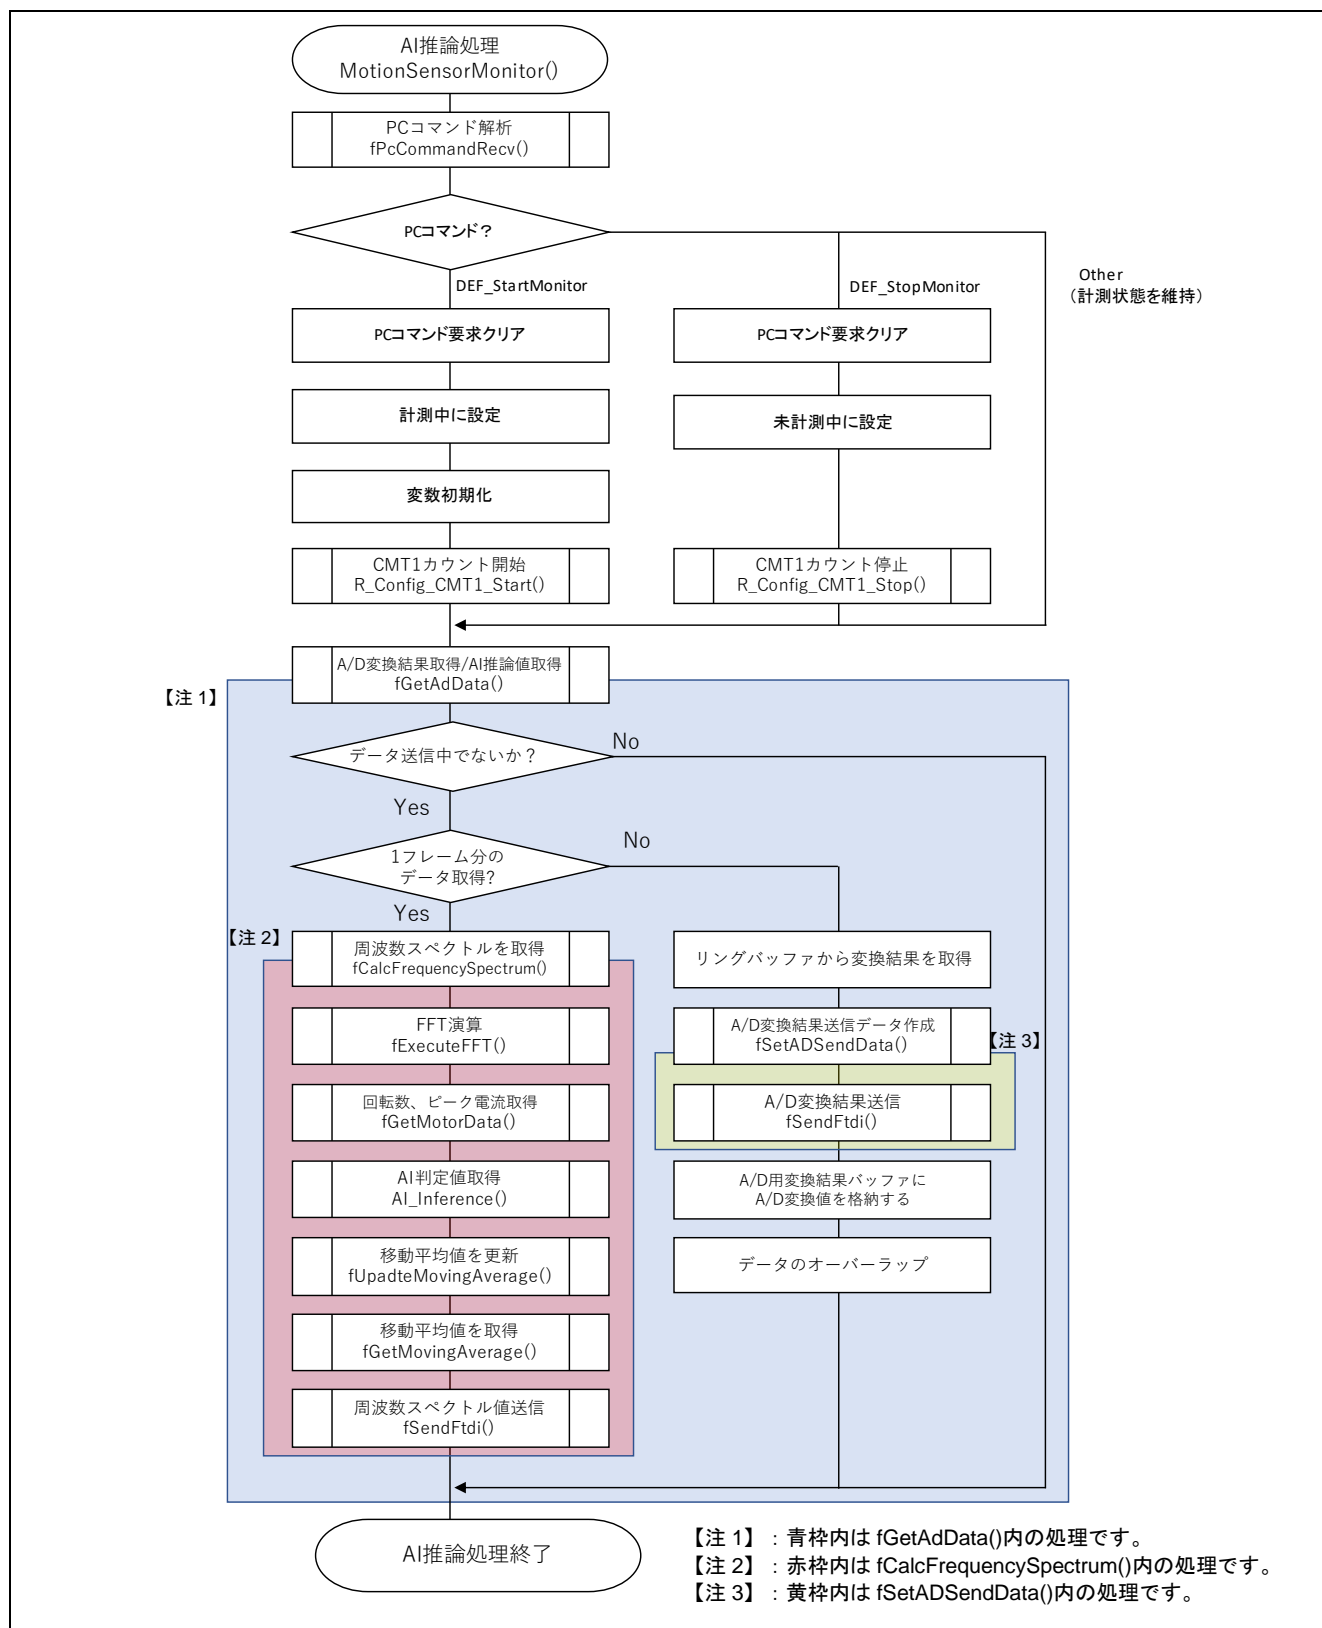 AI推論処理
MotionSensorMonitor()
PCコマンド解析
fPcCommandRecv()
PCコマンド？
DEF_StartMonitor
DEF_StopMonitor
Other
（計測状態を維持）
PCコマンド要求クリア
PCコマンド要求クリア
計測中に設定
未計測中に設定
変数初期化
CMT1カウント開始
R_Config_CMT1_Start()
CMT1カウント停止
R_Config_CMT1_Stop()
A/D変換結果取得/AI推論値取得
fGetAdData()
【注 1】
データ送信中でないか？
No
Yes
1フレーム分の
データ取得?
No
Yes
【注 2】
周波数スペクトルを取得
fCalcFrequencySpectrum()
リングバッファから変換結果を取得
FFT演算
fExecuteFFT()
A/D変換結果送信データ作成
fSetADSendData()
【注 3】
回転数、ピーク電流取得
fGetMotorData()
A/D変換結果送信
fSendFtdi()
AI判定値取得
AI_Inference()
A/D用変換結果バッファに
A/D変換値を格納する
移動平均値を更新
fUpadteMovingAverage()
データのオーバーラップ
移動平均値を取得
fGetMovingAverage()
周波数スペクトル値送信
fSendFtdi()
AI推論処理終了
【注 1】：青枠内は fGetAdData()内の処理です。
【注 2】：赤枠内は fCalcFrequencySpectrum()内の処理です。
【注 3】：黄枠内は fSetADSendData()内の処理です。